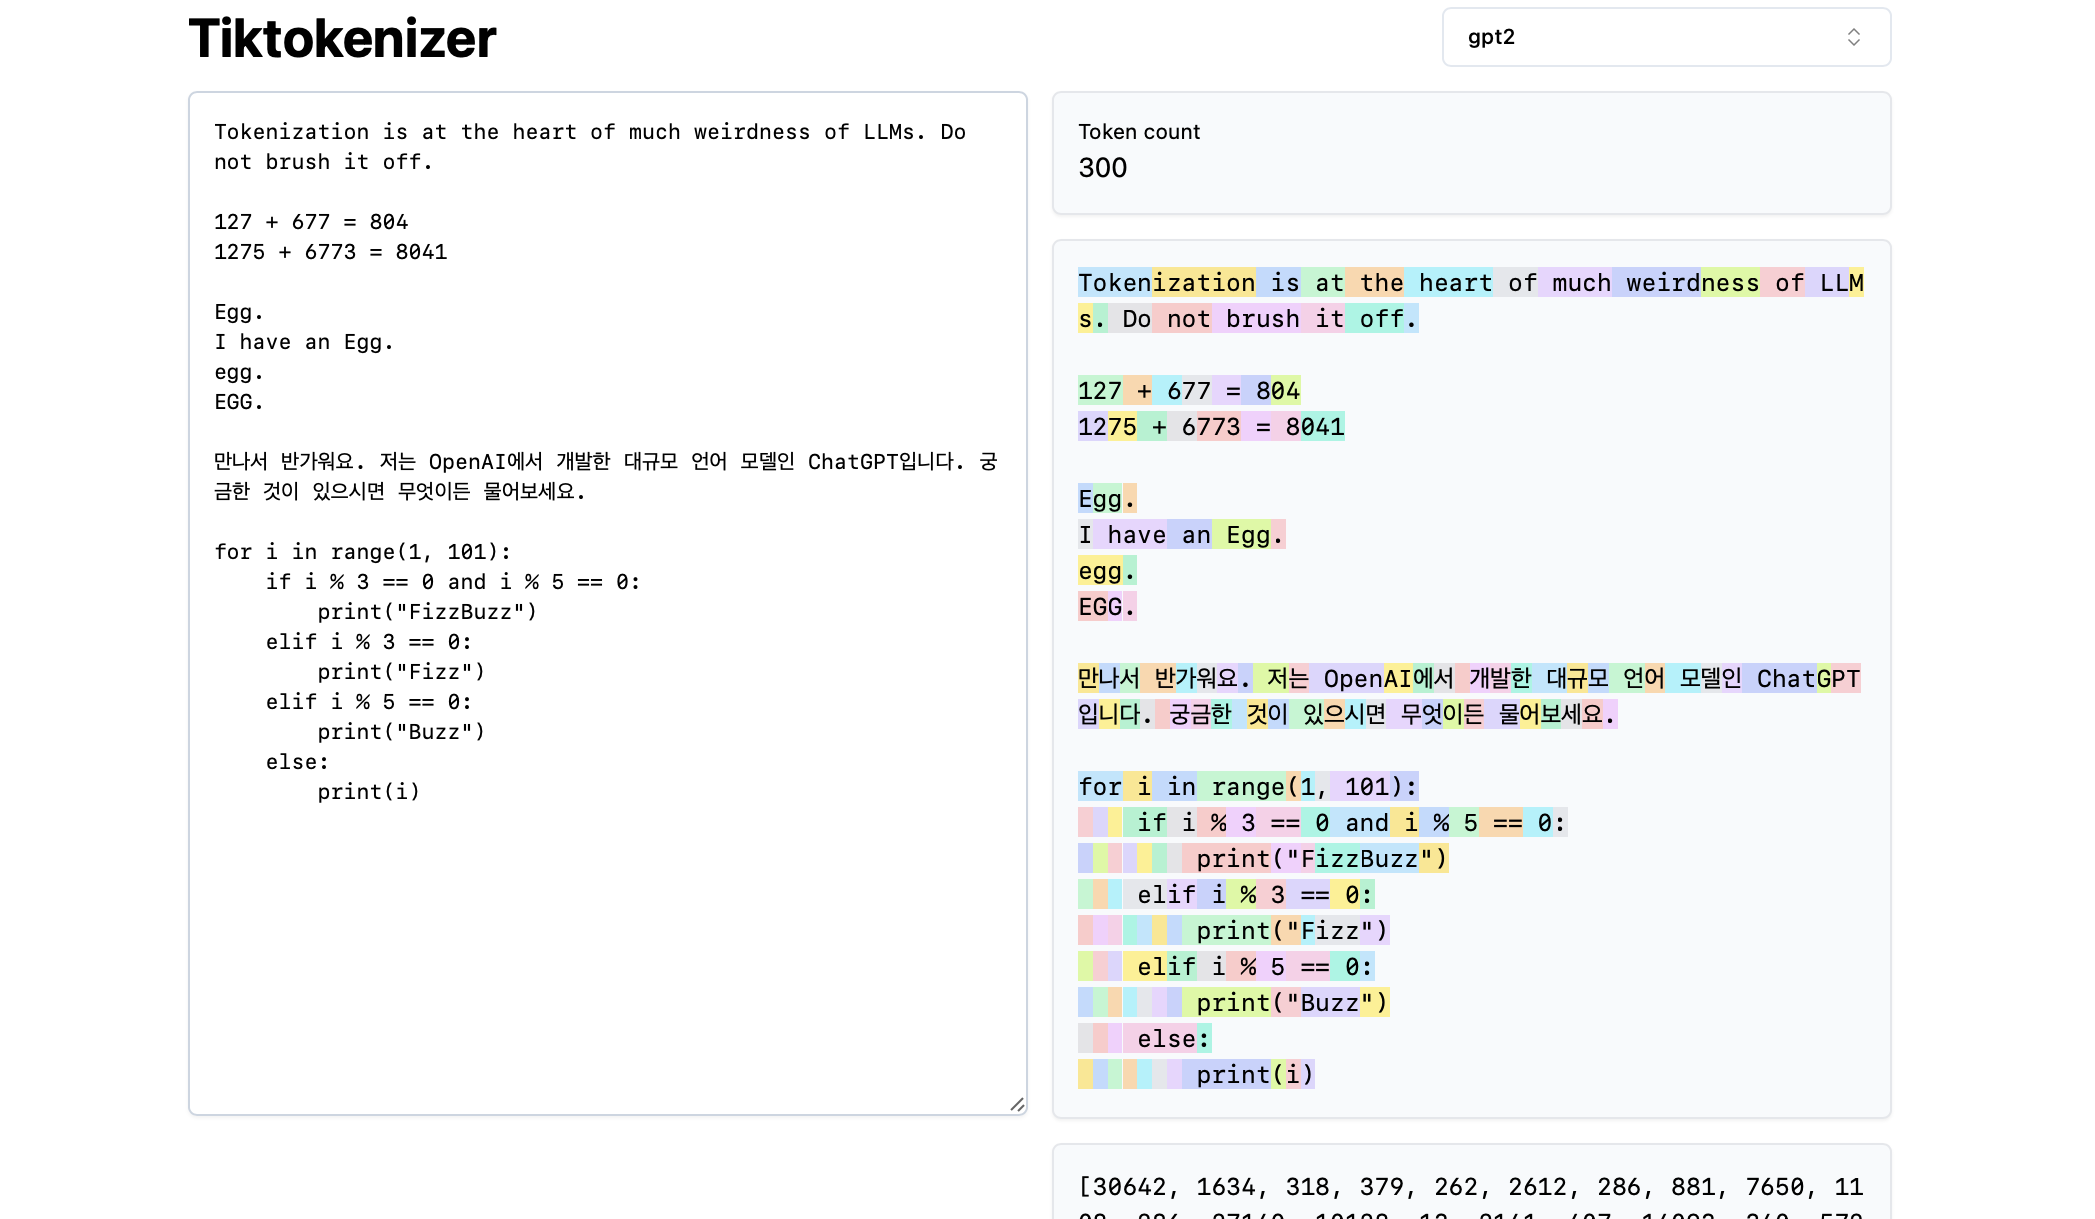 Tiktokenizer
gpt2
Tokenization is at the heart of much weirdness of LLMs. Do
not brush it off.
127 + 677 = 804
1275 + 6773 = 8041
Egg.
I have an Egg.
egg.
EGG.
만나서 반가워요. 저는 OpenAI에서 개발한 대규모 언어 모델인 ChatGPT입니다. 궁
금한 것이 있으시면 무엇이든 물어보세요.
for i in range(1, 101):
    if i % 3 == 0 and i % 5 == 0:
        print("FizzBuzz")
    elif i % 3 == 0:
        print("Fizz")
    elif i % 5 == 0:
        print("Buzz")
    else:
        print(i)
Token count
300
Tokenization is at the heart of much weirdness of LLM
s. Do not brush it off.
127 + 677 = 804
1275 + 6773 = 8041
Egg.
I have an Egg.
egg.
EGG.
만나서 반가워요. 저는 OpenAI에서 개발한 대규모 언어 모델인 ChatGPT
입니다. 궁금한 것이 있으시면 무엇이든 물어보세요.
for i in range(1, 101):
    if i % 3 == 0 and i % 5 == 0:
        print("FizzBuzz")
    elif i % 3 == 0:
        print("Fizz")
    elif i % 5 == 0:
        print("Buzz")
    else:
        print(i)
[30642, 1634, 318, 379, 262, 2612, 286, 881, 7650, 11